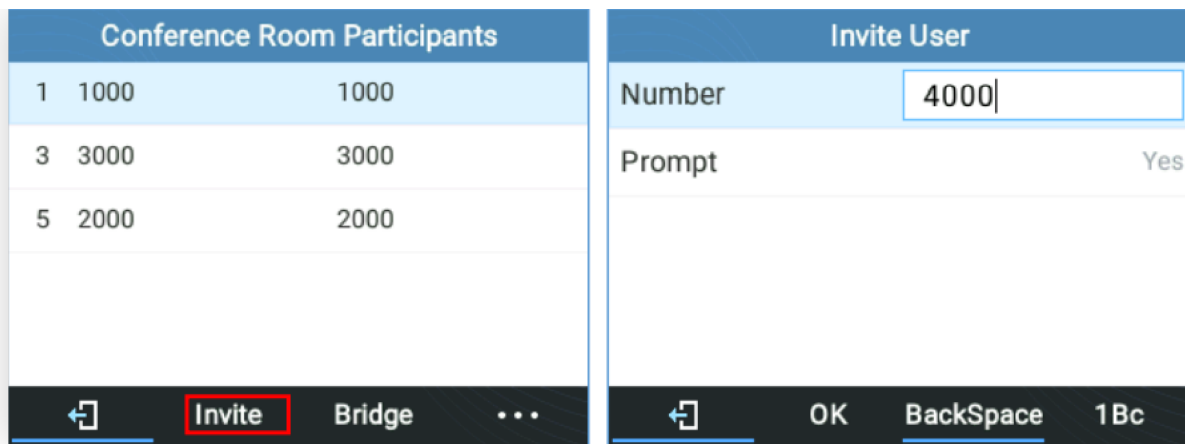 Conference Room Participants
1 1000 1000
3 3000 3000
5 2000 2000
Invite Bridge ...
Invite User
Number 4000
Prompt Yes
OK BackSpace 1Bc